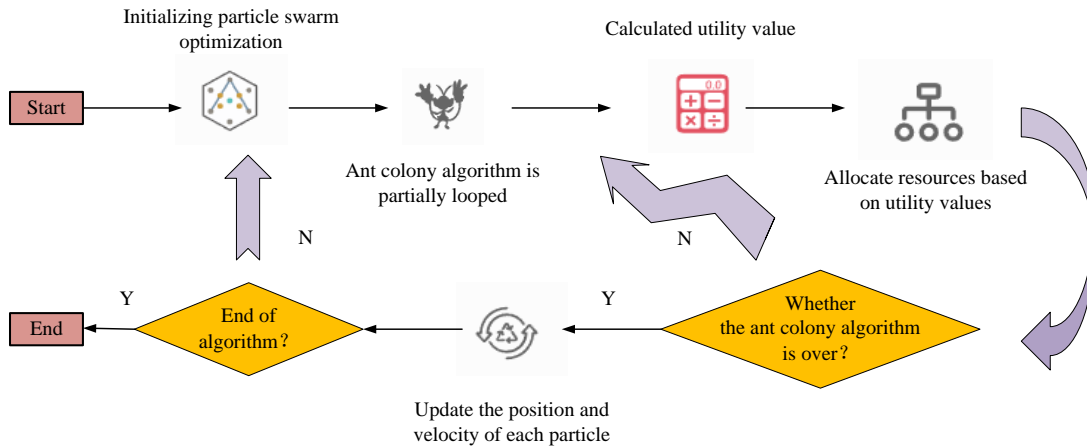 Initializing particle swarm
optimization
Calculated utility value
0.0
Start
Ant colony algorithm is
partially looped
Allocate resources based
on utility values
N
N
Y
End
End of
algorithm?
Y
Whether
the ant colony algorithm
is over?
Update the position and
velocity of each particle